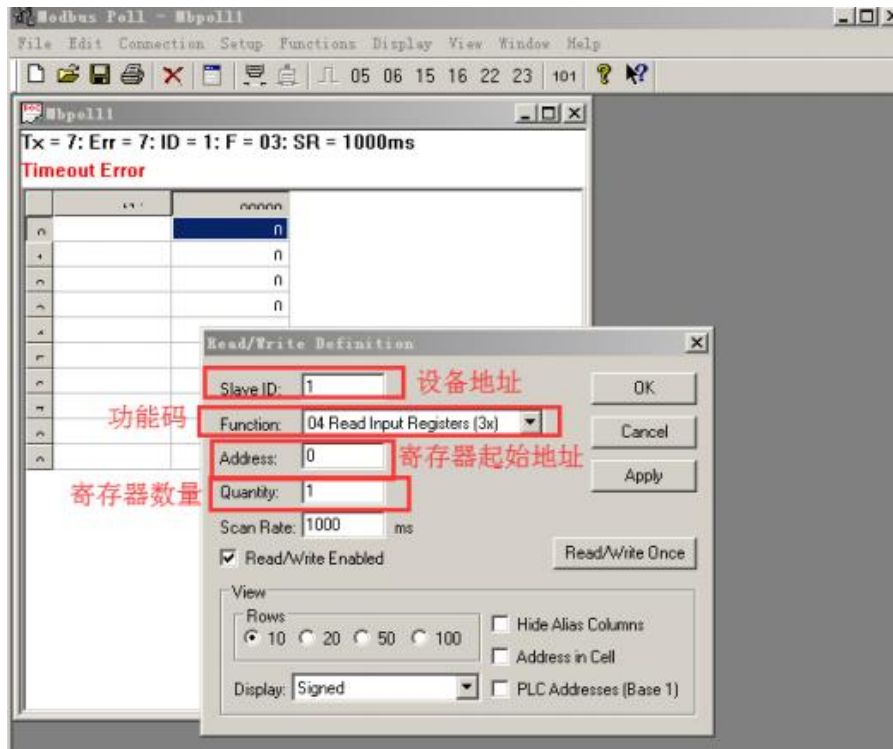 Modbus Poll - Mbpoll1
File Edit Connection Setup Functions Display View Window Help
05 06 15 16 22 23 101
Mbpoll1
Tx = 7: Err = 7: ID = 1: F = 03: SR = 1000ms
Timeout Error
00000
0
0
0
0
Read/Write Definition
Slave ID: 1 设备地址
OK
功能码 Function: 04 Read Input Registers (3x)
Cancel
Address: 0 寄存器起始地址
Apply
寄存器数量 Quantity: 1
Scan Rate: 1000 ms
Read/Write Enabled
Read/Write Once
View
Rows
10 20 50 100
Hide Alias Columns
Address in Cell
Display: Signed
PLC Addresses (Base 1)